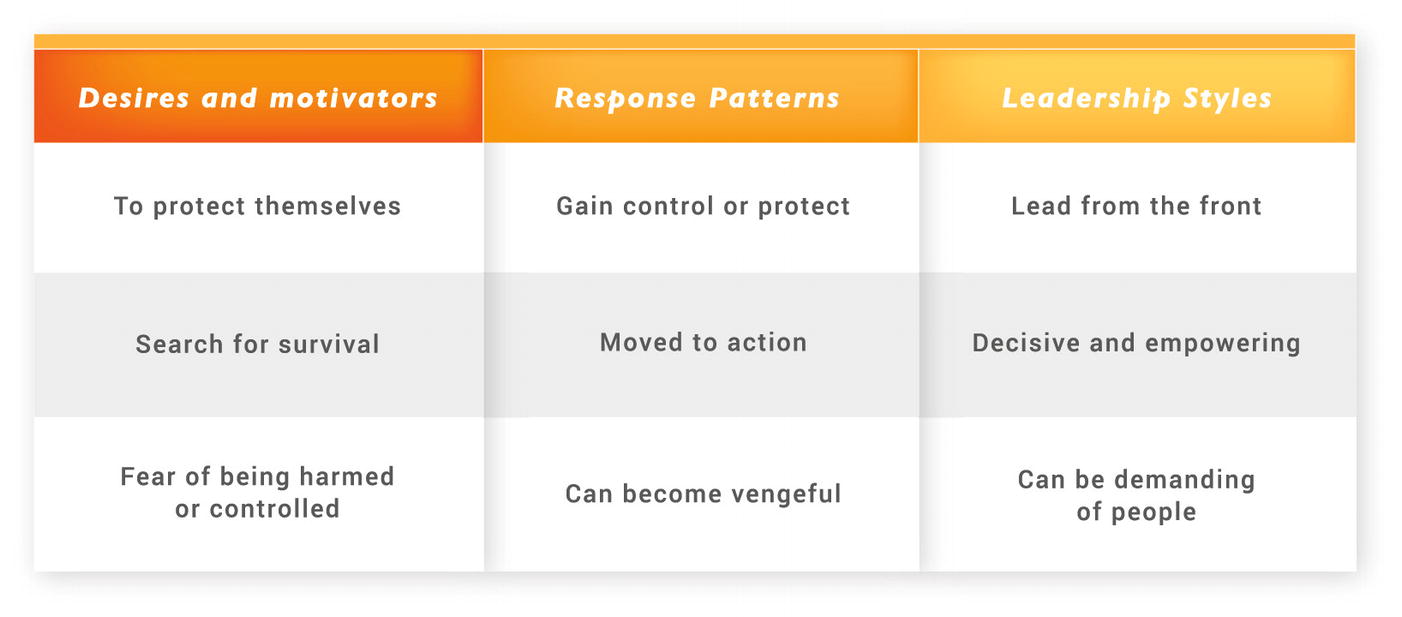 Desires and motivators
Response Patterns
Leadership Styles
To protect themselves
Gain control or protect
Lead from the front
Search for survival
Moved to action
Decisive and empowering
Fear of being harmed
or controlled
Can become vengeful
Can be demanding
of people